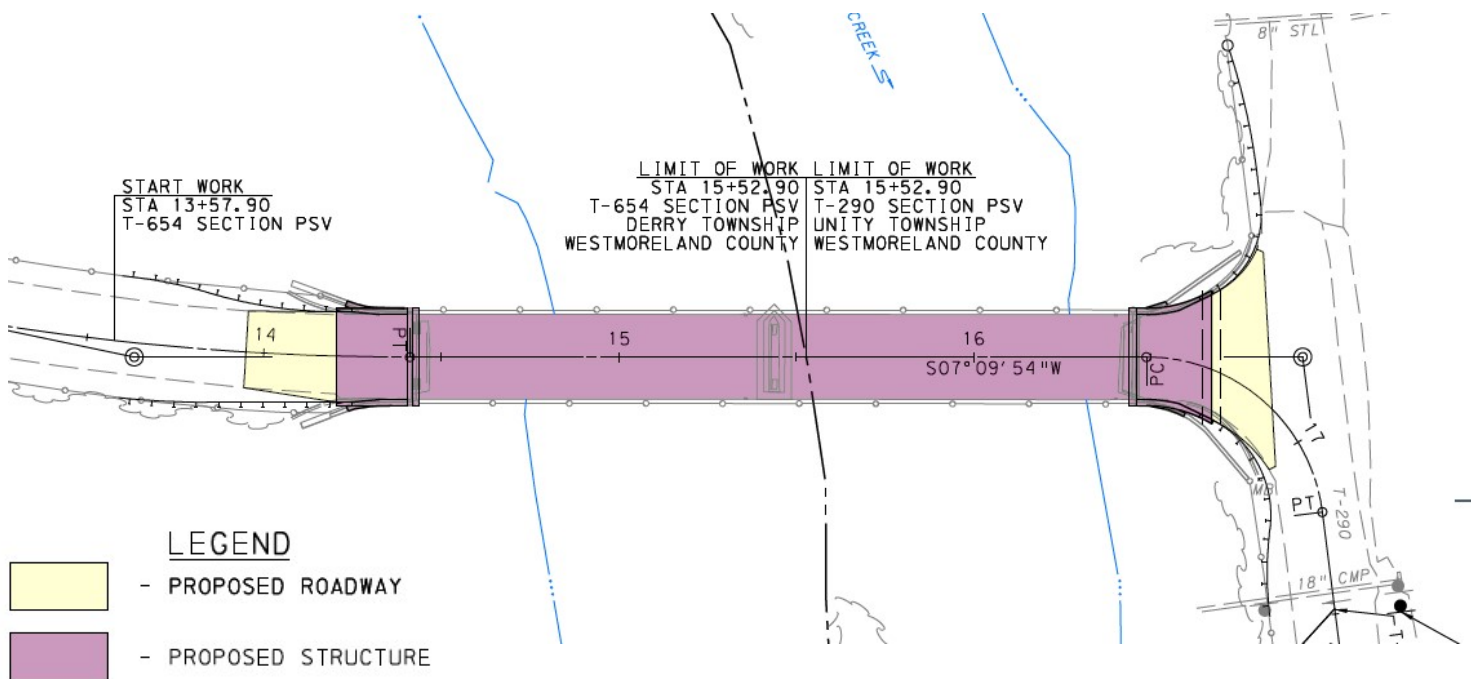 8" STL
CREEK
START WORK
STA 13+57.90
T-654 SECTION PSV
LIMIT OF WORK
STA 15+52.90
T-654 SECTION PSV
DERRY TOWNSHIP
WESTMORELAND COUNTY
LIMIT OF WORK
STA 15+52.90
T-290 SECTION PSV
UNITY TOWNSHIP
WESTMORELAND COUNTY
14
PT
15
16
S07°09'54"W
PC
17
MB
PT
T-290
18" CMP
LEGEND
- PROPOSED ROADWAY
- PROPOSED STRUCTURE